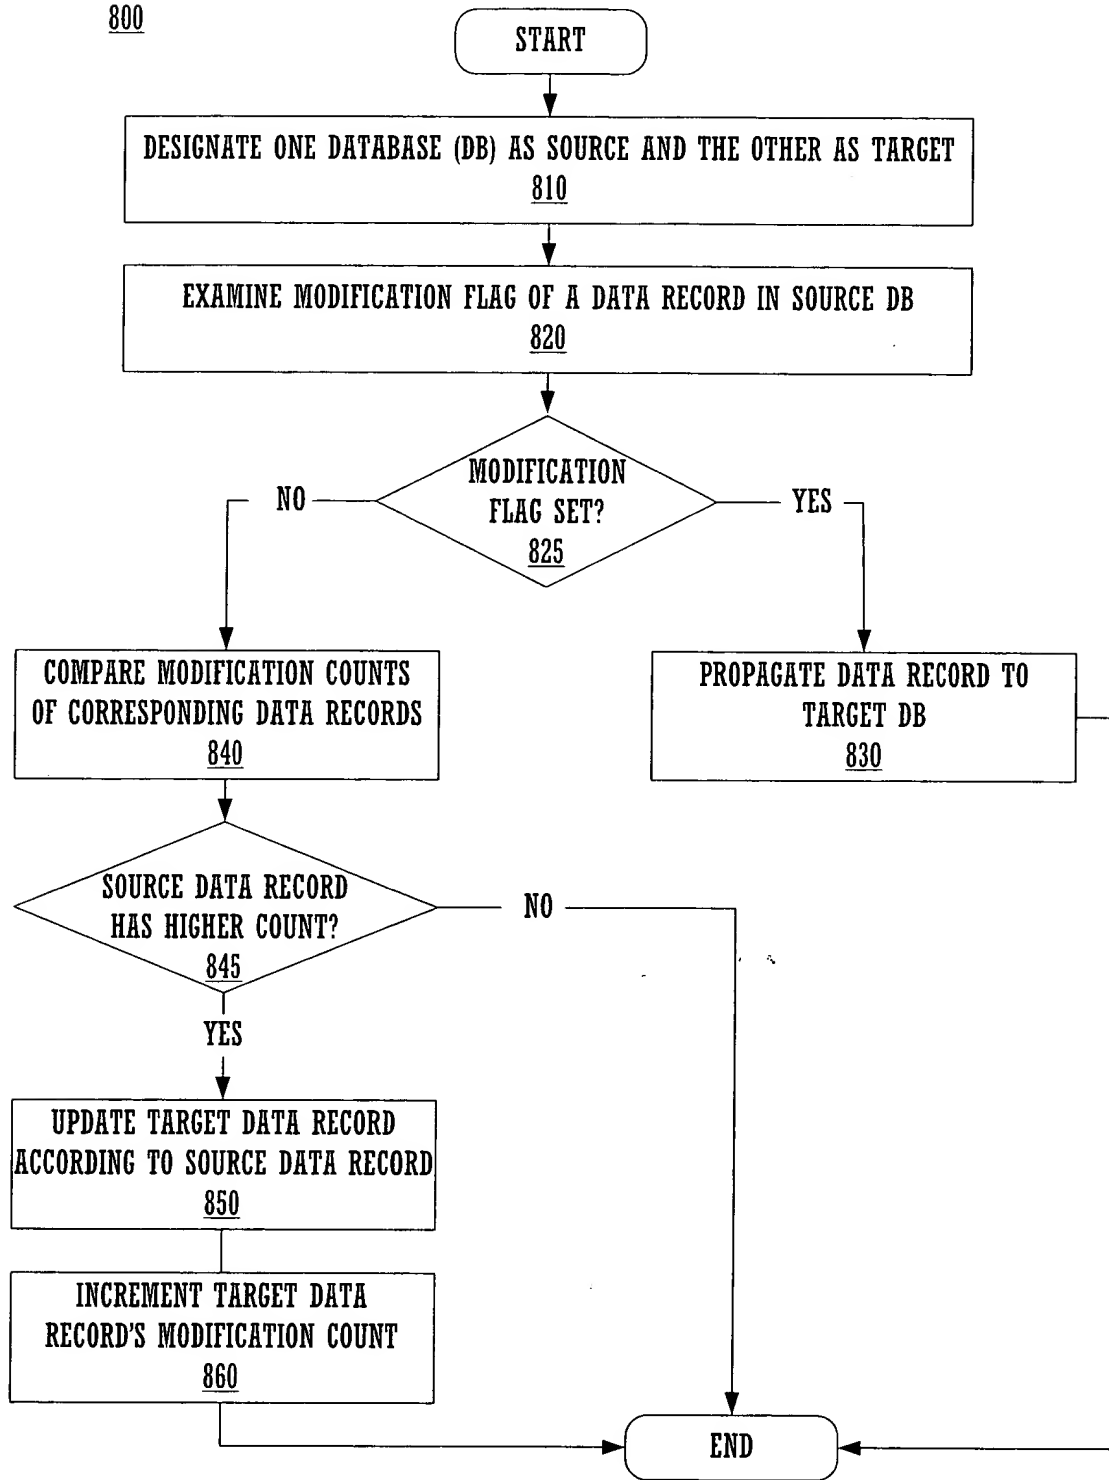 800
START
DESIGNATE ONE DATABASE (DB) AS SOURCE AND THE OTHER AS TARGET
810
EXAMINE MODIFICATION FLAG OF A DATA RECORD IN SOURCE DB
820
MODIFICATION
FLAG SET?
825
NO
YES
COMPARE MODIFICATION COUNTS
OF CORRESPONDING DATA RECORDS
840
PROPAGATE DATA RECORD TO
TARGET DB
830
SOURCE DATA RECORD
HAS HIGHER COUNT?
845
NO
YES
UPDATE TARGET DATA RECORD
ACCORDING TO SOURCE DATA RECORD
850
INCREMENT TARGET DATA
RECORD'S MODIFICATION COUNT
860
END